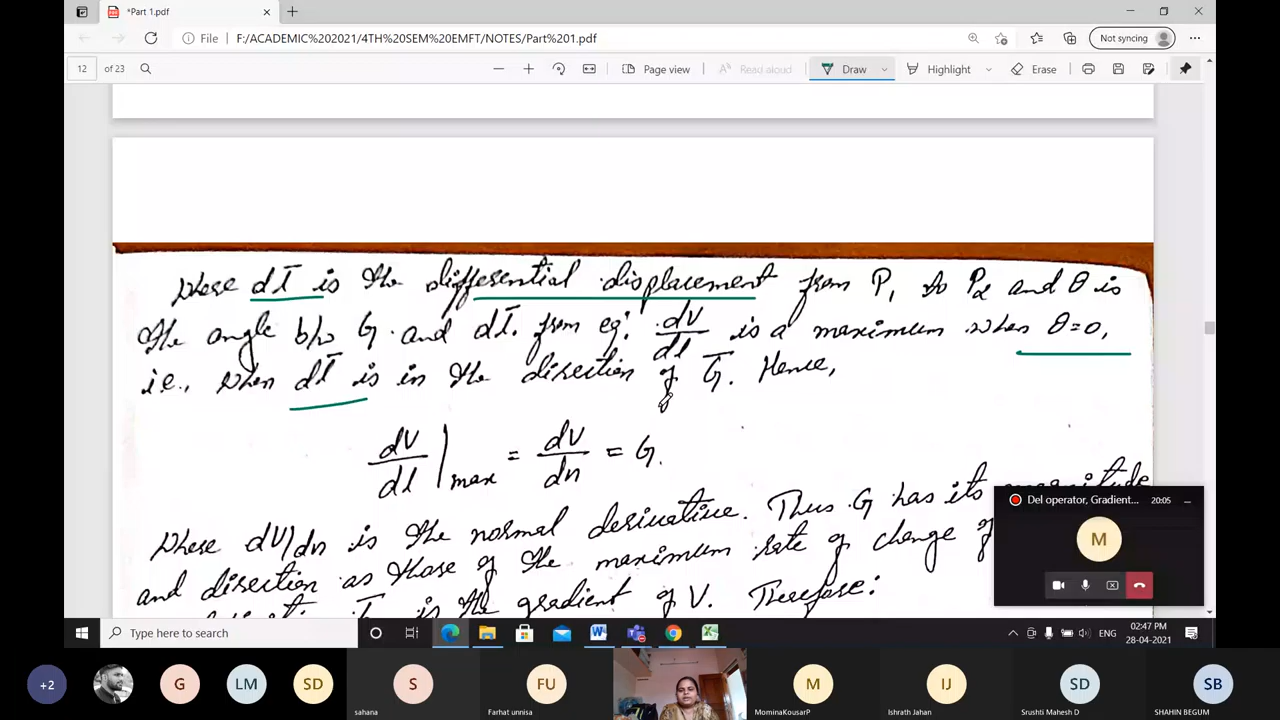 *Part 1.pdf
File F:/ACADEMIC%202021/4TH%20SEM%20EMFT/NOTES/Part%201.pdf
Not syncing
12 of 23 Page view Read aloud Draw Highlight Erase
Where dl̄ is the differential displacement from P₁ to P₂ and θ is
the angle b/w G and dl̄. from eqⁿ: dV/dl is a maximum when θ=0,
i.e., when dl̄ is in the direction of Ḡ. Hence,
dV/dl |max = dV/dn = G.
Where dV/dn is the normal derivative. Thus G has its magnitude
and direction as those of the maximum rate of change of
is the gradient of V. Therefore:
Del operator, Gradient... 20:05
M
Type here to search
ENG
02:47 PM
28-04-2021
+2 G LM SD S FU M IJ SD SB
sahana Farhat unnisa MominaKousarP Ishrath Jahan Srushti Mahesh D SHAHIN BEGUM